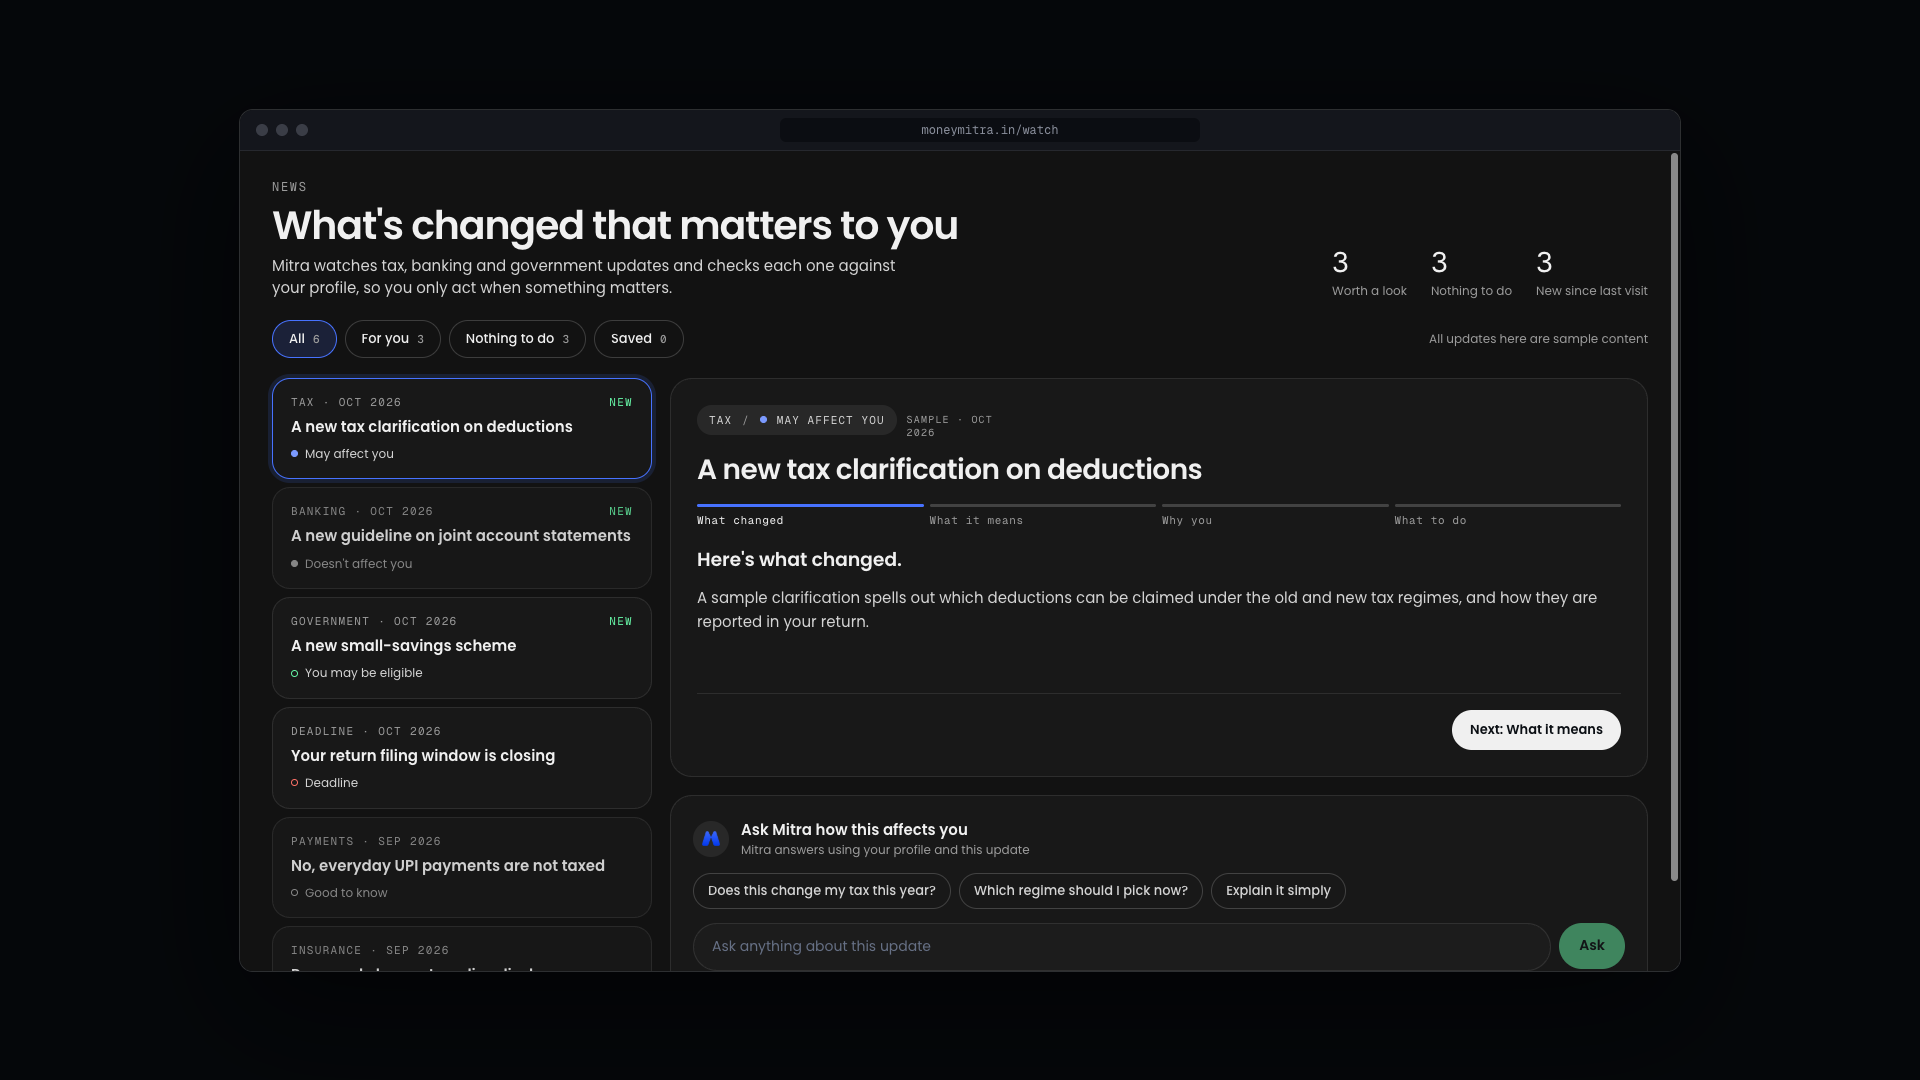 moneymitra.in/watch
NEWS
What's changed that matters to you
Mitra watches tax, banking and government updates and checks each one against
your profile, so you only act when something matters.
3
Worth a look
3
Nothing to do
3
New since last visit
All 6
For you 3
Nothing to do 3
Saved 0
All updates here are sample content
TAX · OCT 2026 NEW
A new tax clarification on deductions
May affect you
BANKING · OCT 2026 NEW
A new guideline on joint account statements
Doesn't affect you
GOVERNMENT · OCT 2026 NEW
A new small-savings scheme
You may be eligible
DEADLINE · OCT 2026
Your return filing window is closing
Deadline
PAYMENTS · SEP 2026
No, everyday UPI payments are not taxed
Good to know
INSURANCE · SEP 2026
TAX / MAY AFFECT YOU
SAMPLE · OCT
2026
A new tax clarification on deductions
What changed
What it means
Why you
What to do
Here's what changed.
A sample clarification spells out which deductions can be claimed under the old and new tax regimes, and how they are
reported in your return.
Next: What it means
Ask Mitra how this affects you
Mitra answers using your profile and this update
Does this change my tax this year?
Which regime should I pick now?
Explain it simply
Ask anything about this update
Ask